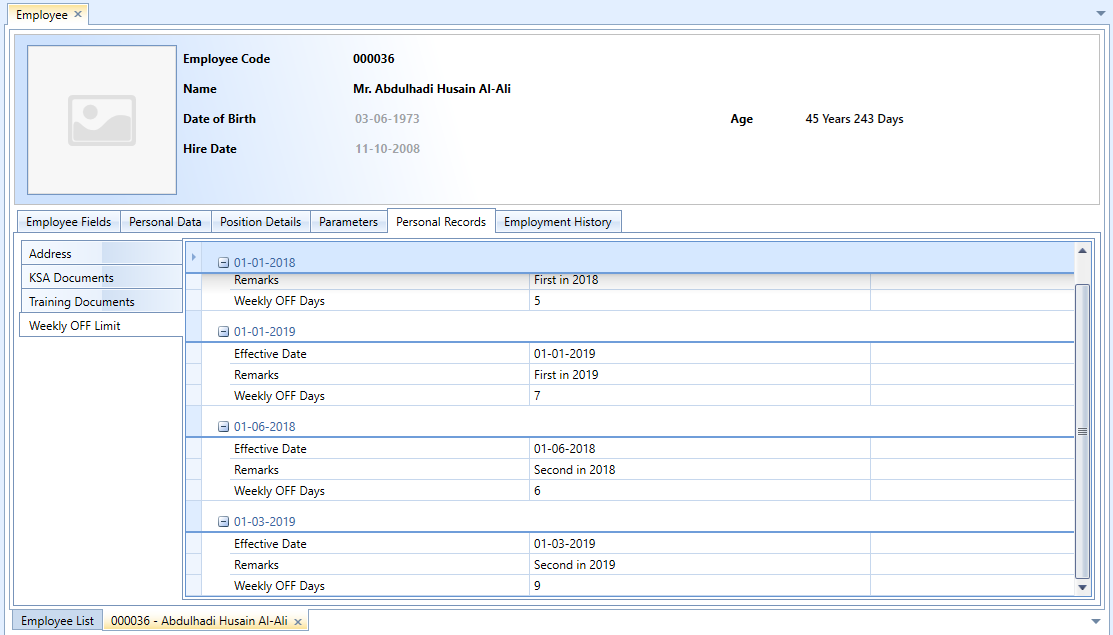 Employee
Employee Code 000036
Name Mr. Abdulhadi Husain Al-Ali
Date of Birth 03-06-1973 Age 45 Years 243 Days
Hire Date 11-10-2008
Employee Fields Personal Data Position Details Parameters Personal Records Employment History
Address
KSA Documents
Training Documents
Weekly OFF Limit
01-01-2018
Remarks First in 2018
Weekly OFF Days 5
01-01-2019
Effective Date 01-01-2019
Remarks First in 2019
Weekly OFF Days 7
01-06-2018
Effective Date 01-06-2018
Remarks Second in 2018
Weekly OFF Days 6
01-03-2019
Effective Date 01-03-2019
Remarks Second in 2019
Weekly OFF Days 9
Employee List 000036 - Abdulhadi Husain Al-Ali